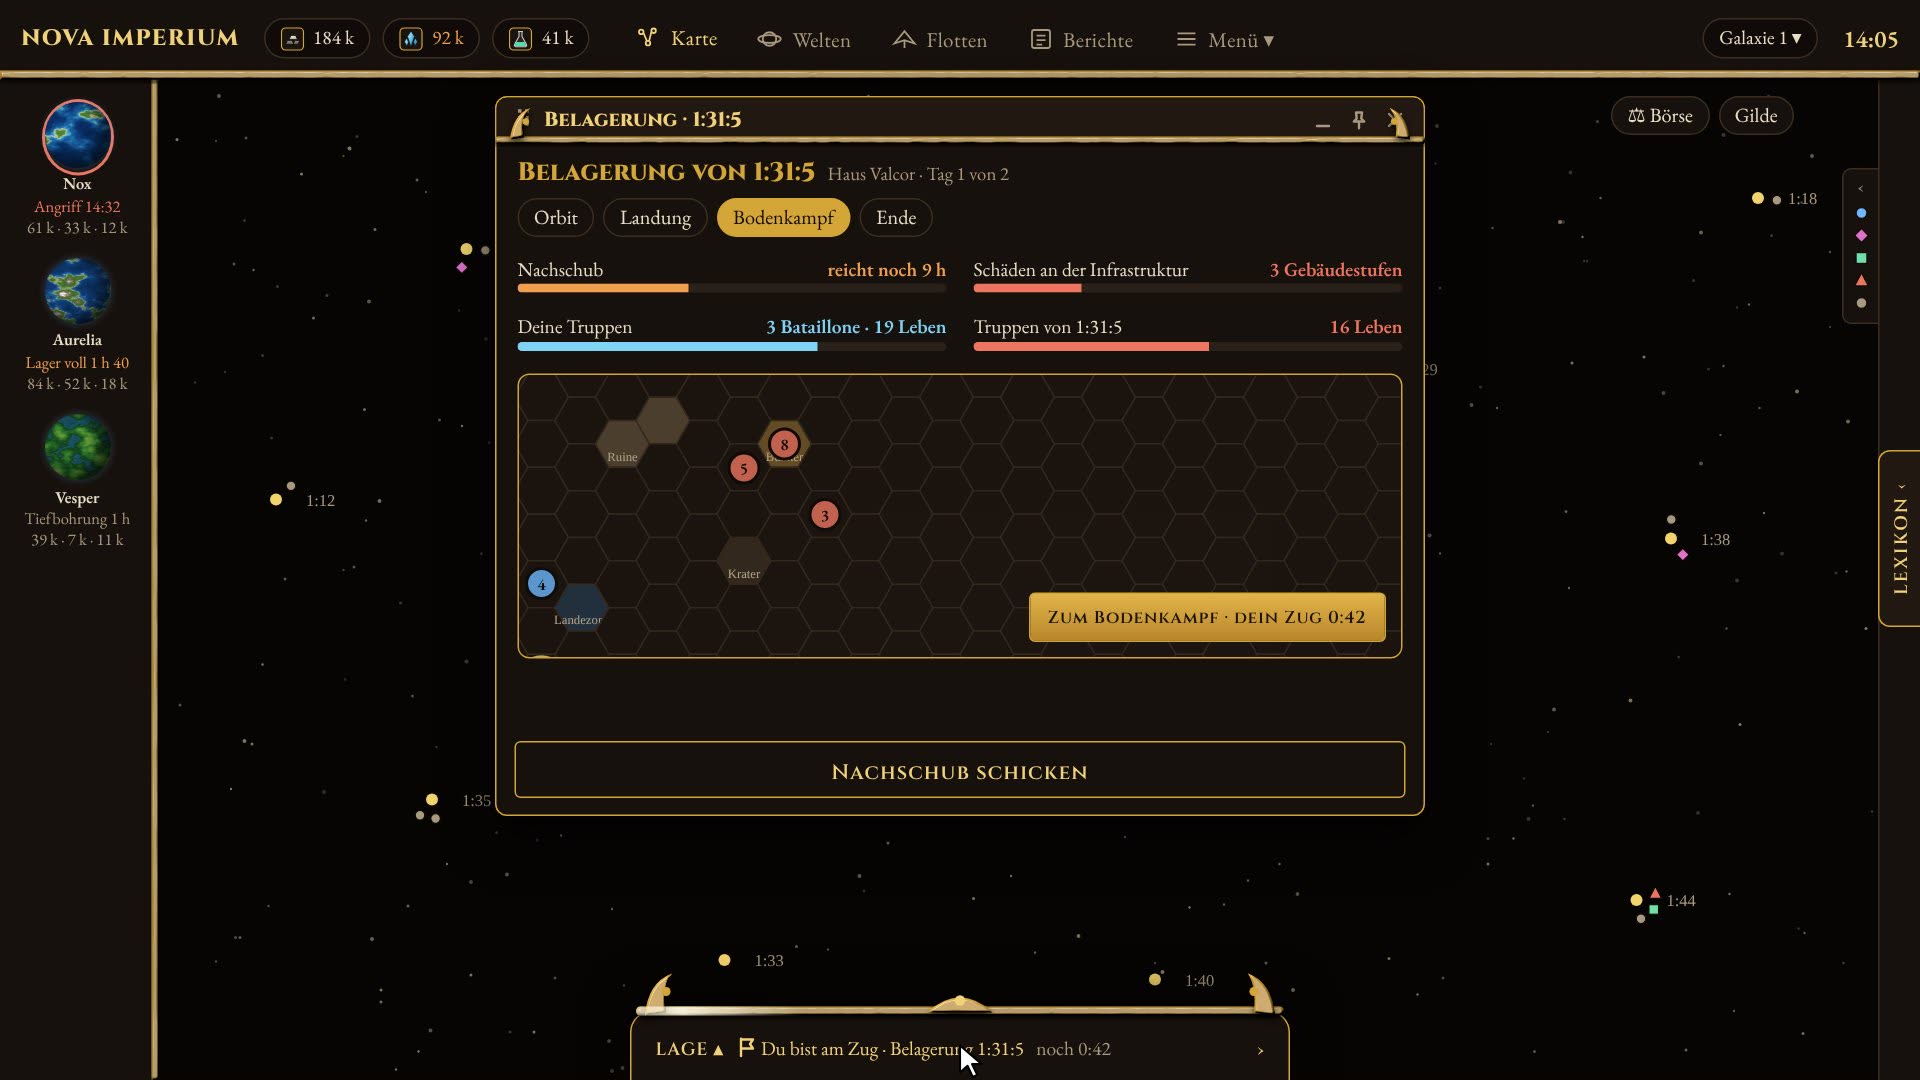 NOVA IMPERIUM
184 k
92 k
41 k
Karte
Welten
Flotten
Berichte
Menü ▾
Galaxie 1 ▾
14:05
Nox
Angriff 14:32
61 k · 33 k · 12 k
Aurelia
Lager voll 1 h 40
84 k · 52 k · 18 k
Vesper
Tiefbohrung 1 h
39 k · 7 k · 11 k
Belagerung · 1:31:5
Belagerung von 1:31:5 Haus Valcor · Tag 1 von 2
Orbit
Landung
Bodenkampf
Ende
Nachschub reicht noch 9 h
Schäden an der Infrastruktur 3 Gebäudestufen
Deine Truppen 3 Bataillone · 19 Leben
Truppen von 1:31:5 16 Leben
Ruine
8
5
3
Krater
4
Landezon
Zum Bodenkampf · dein Zug 0:42
Nachschub schicken
Börse
Gilde
1:18
29
1:12
1:38
1:35
1:44
1:33
1:40
LEXIKON
LAGE ▴ Du bist am Zug · Belagerung 1:31:5 noch 0:42